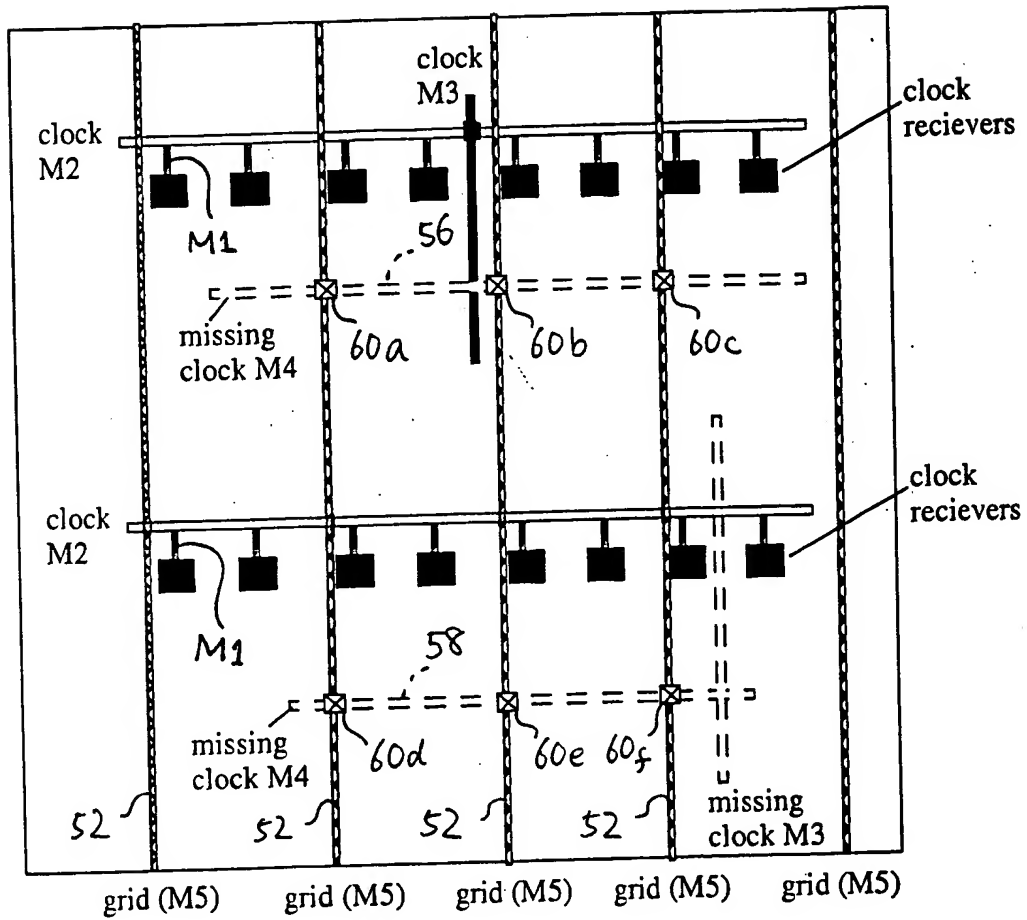 clock
M3
clock
recievers
clock
M2
M1
56
missing
clock M4
60a
60b
60c
clock
M2
clock
recievers
M1
58
missing
clock M4
60d
60e
60f
missing
clock M3
52
52
52
52
grid (M5)
grid (M5)
grid (M5)
grid (M5)
grid (M5)